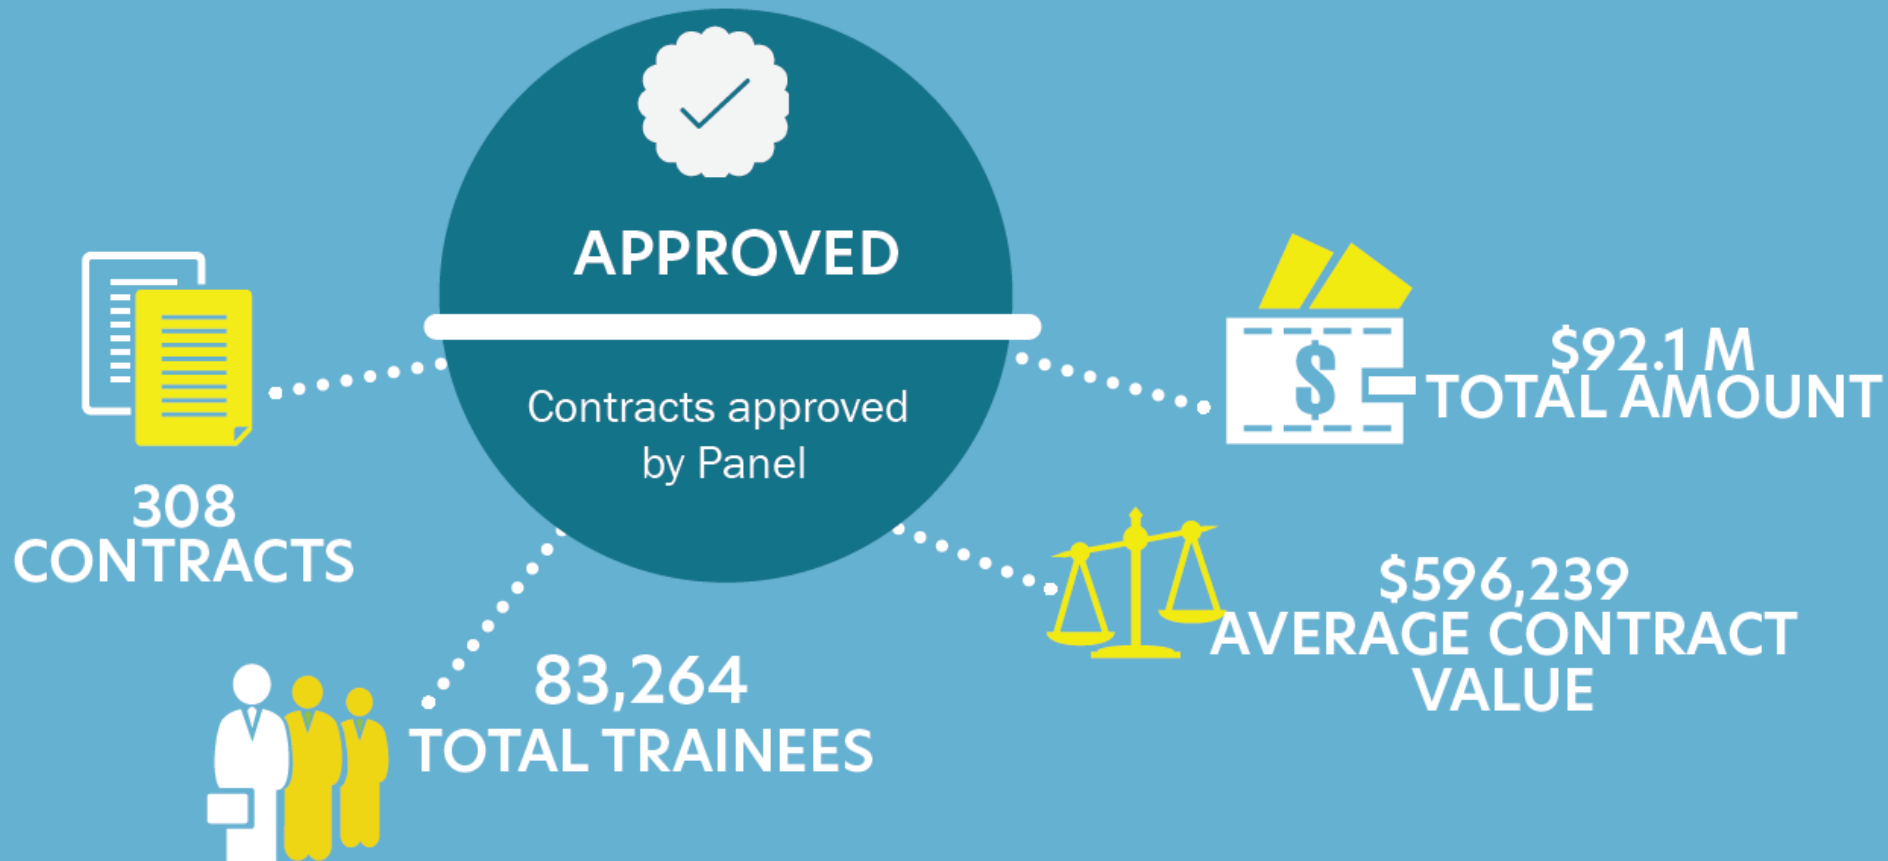 APPROVED
Contracts approved
by Panel
308
CONTRACTS
83,264
TOTAL TRAINEES
$92.1 M
TOTAL AMOUNT
$596,239
AVERAGE CONTRACT
VALUE
$